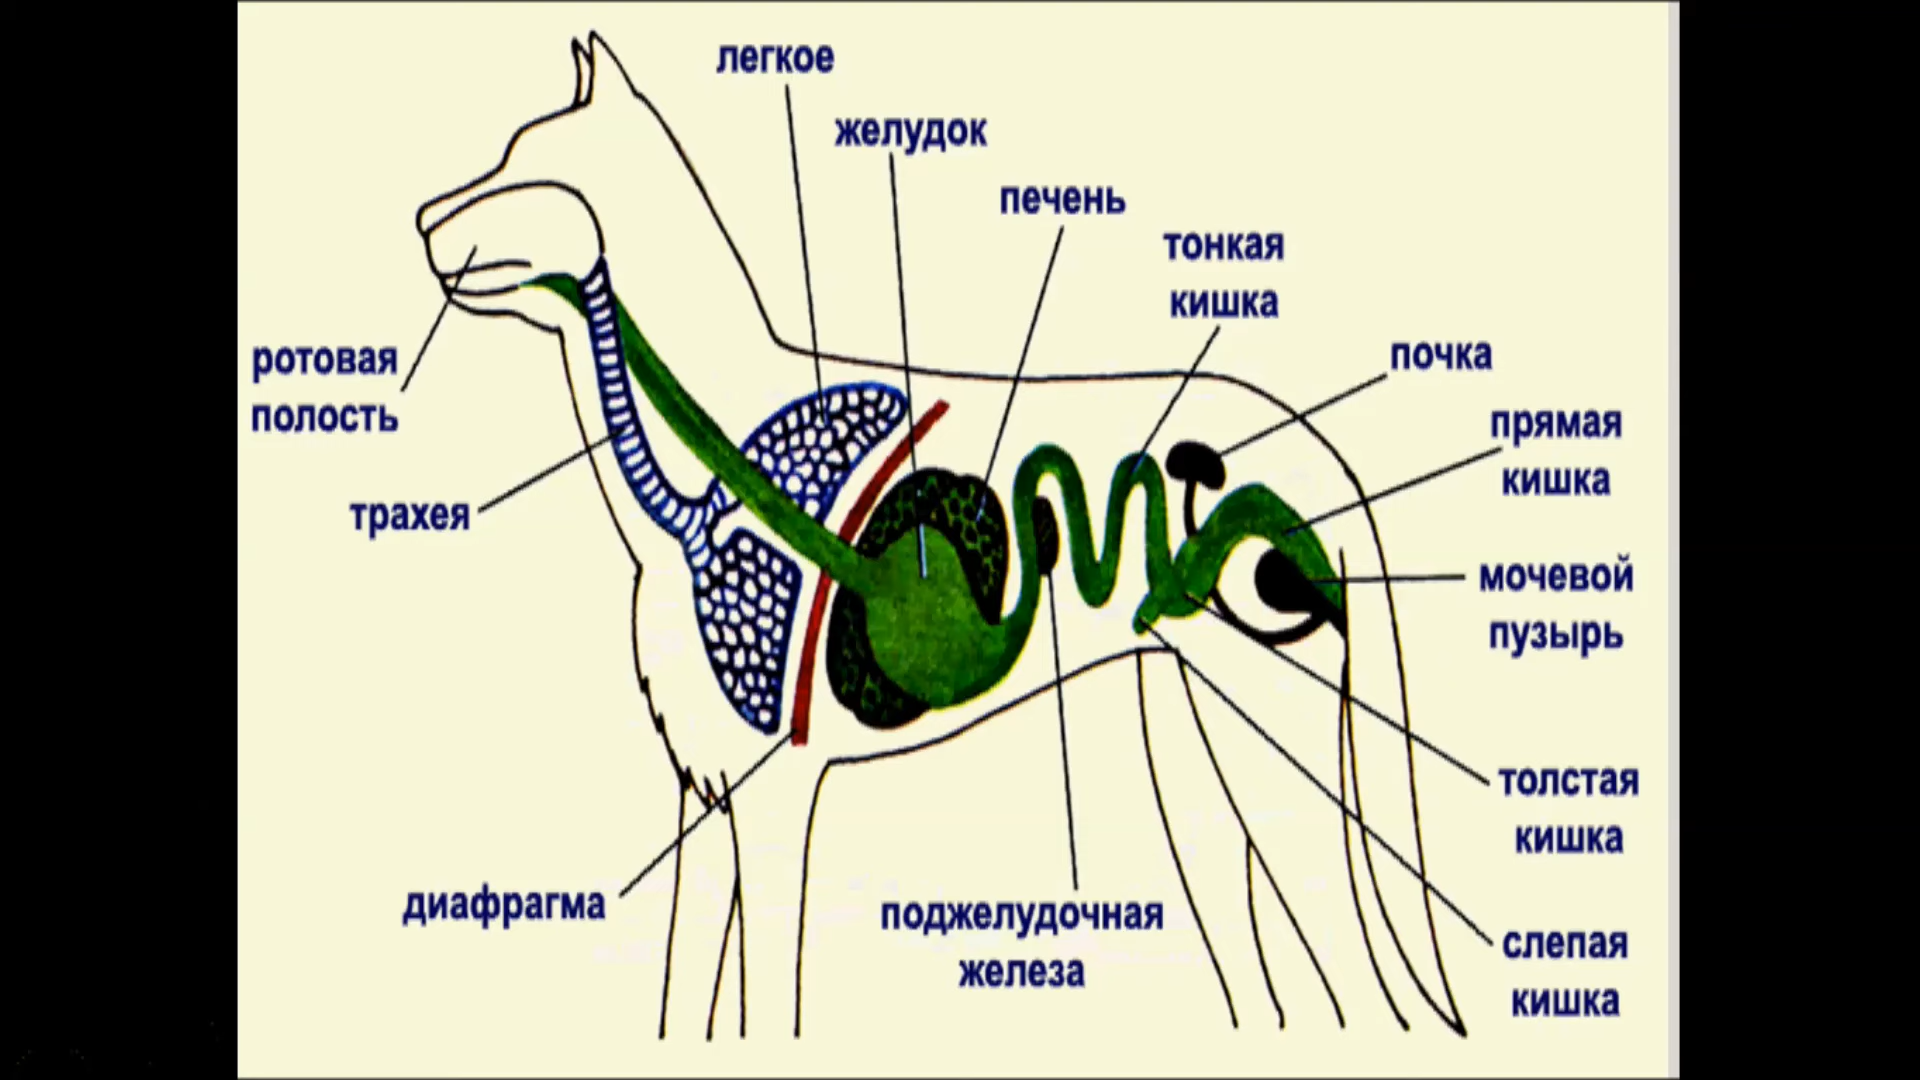 легкое
желудок
печень
тонкая
кишка
почка
прямая
кишка
ротовая
полость
трахея
мочевой
пузырь
толстая
кишка
диафрагма
поджелудочная
железа
слепая
кишка